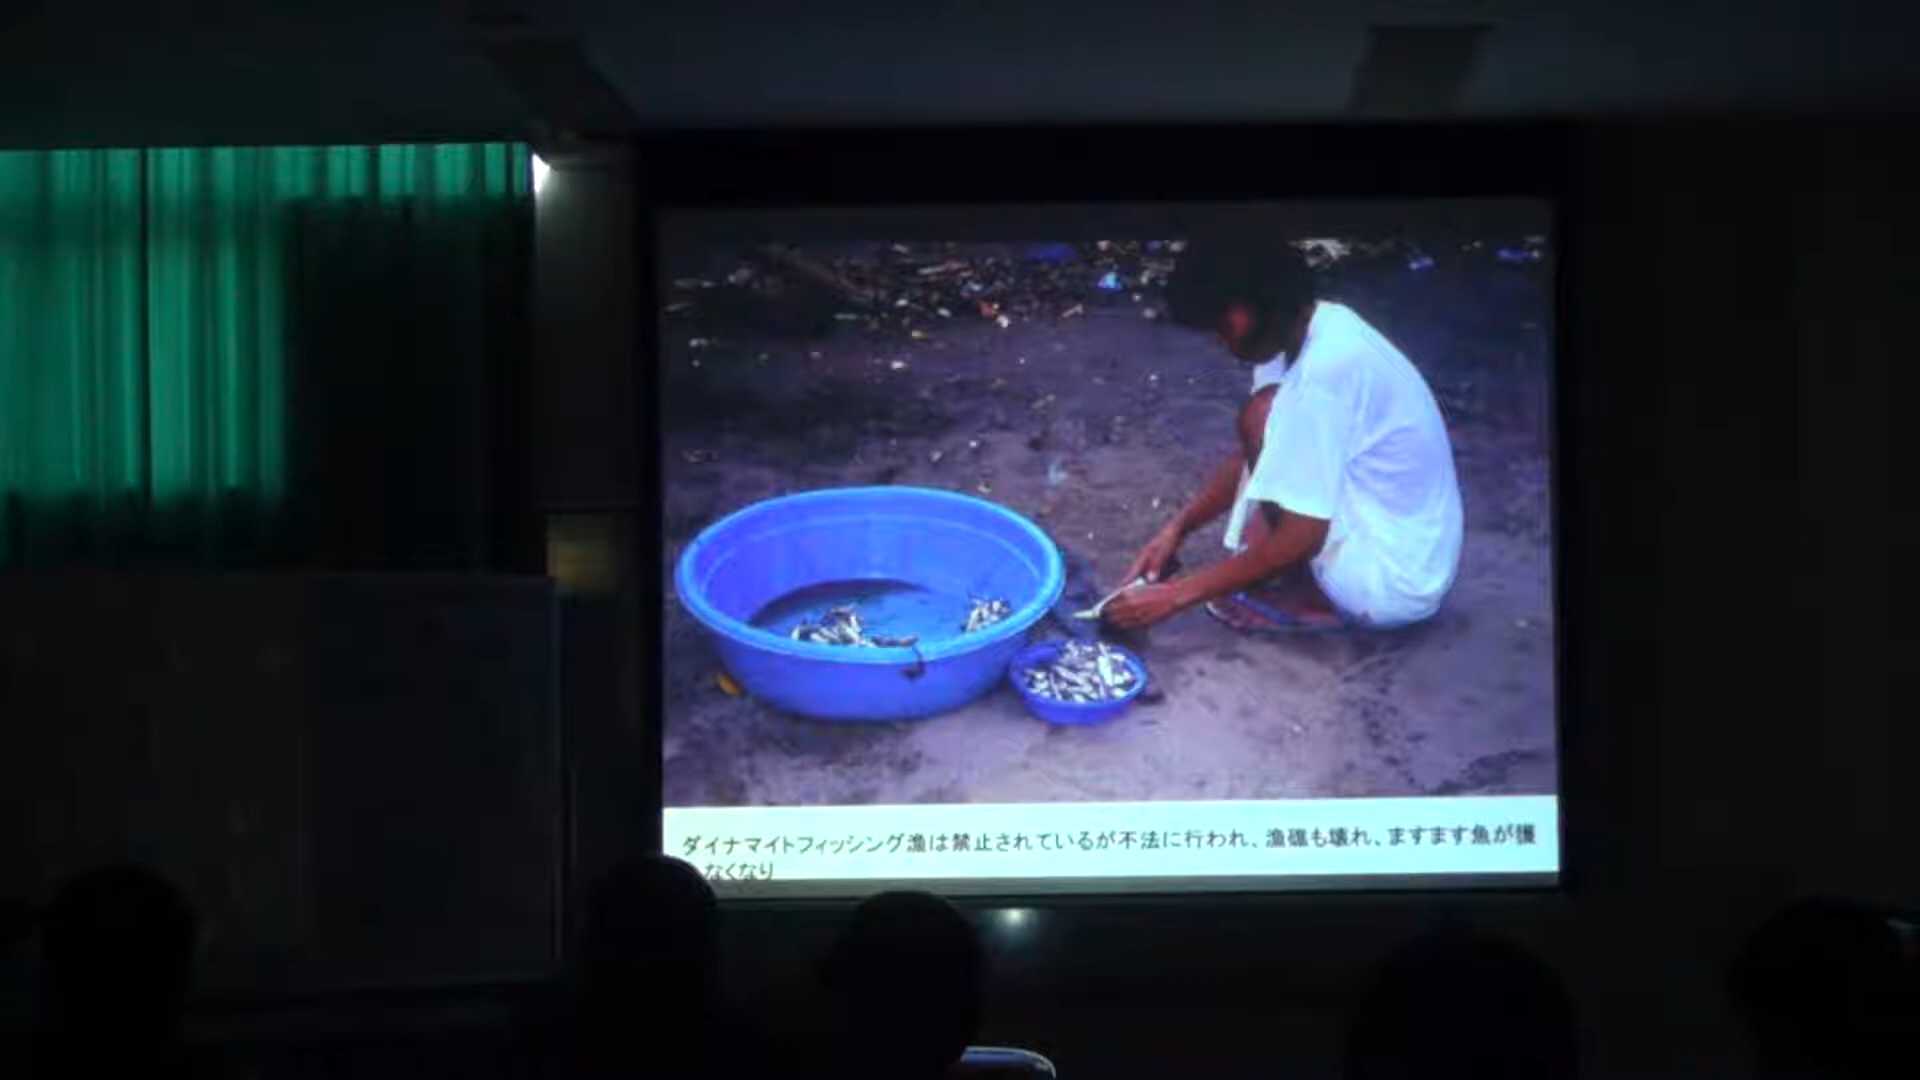 ダイナマイトフィッシング漁は禁止されているが不法に行われ、漁礁も壊れ、ますます魚が獲
なくなり